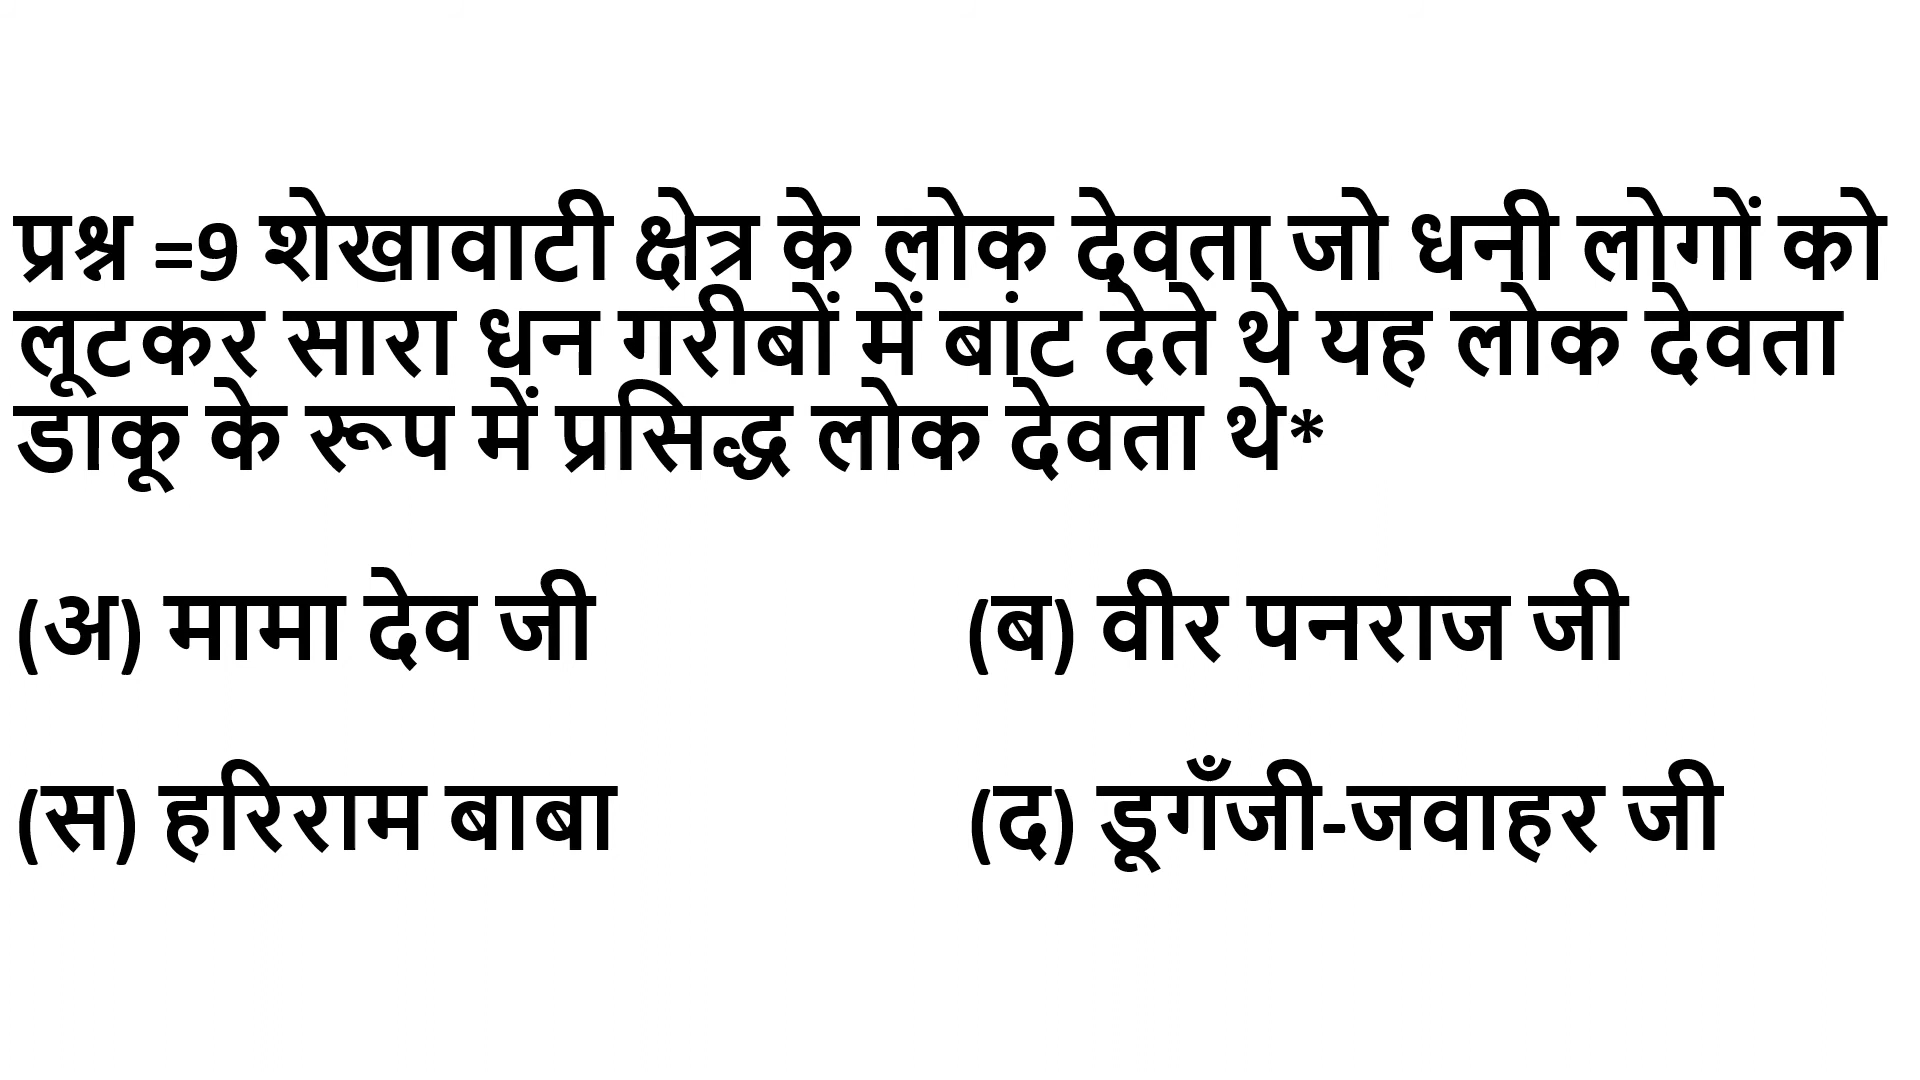 प्रश्न =9 शेखावाटी क्षेत्र के लोक देवता जो धनी लोगों को
लूटकर सारा धन गरीबों में बांट देते थे यह लोक देवता
डाकू के रूप में प्रसिद्ध लोक देवता थे*
(अ) मामा देव जी (ब) वीर पनराज जी
(स) हरिराम बाबा (द) डूगँजी-जवाहर जी